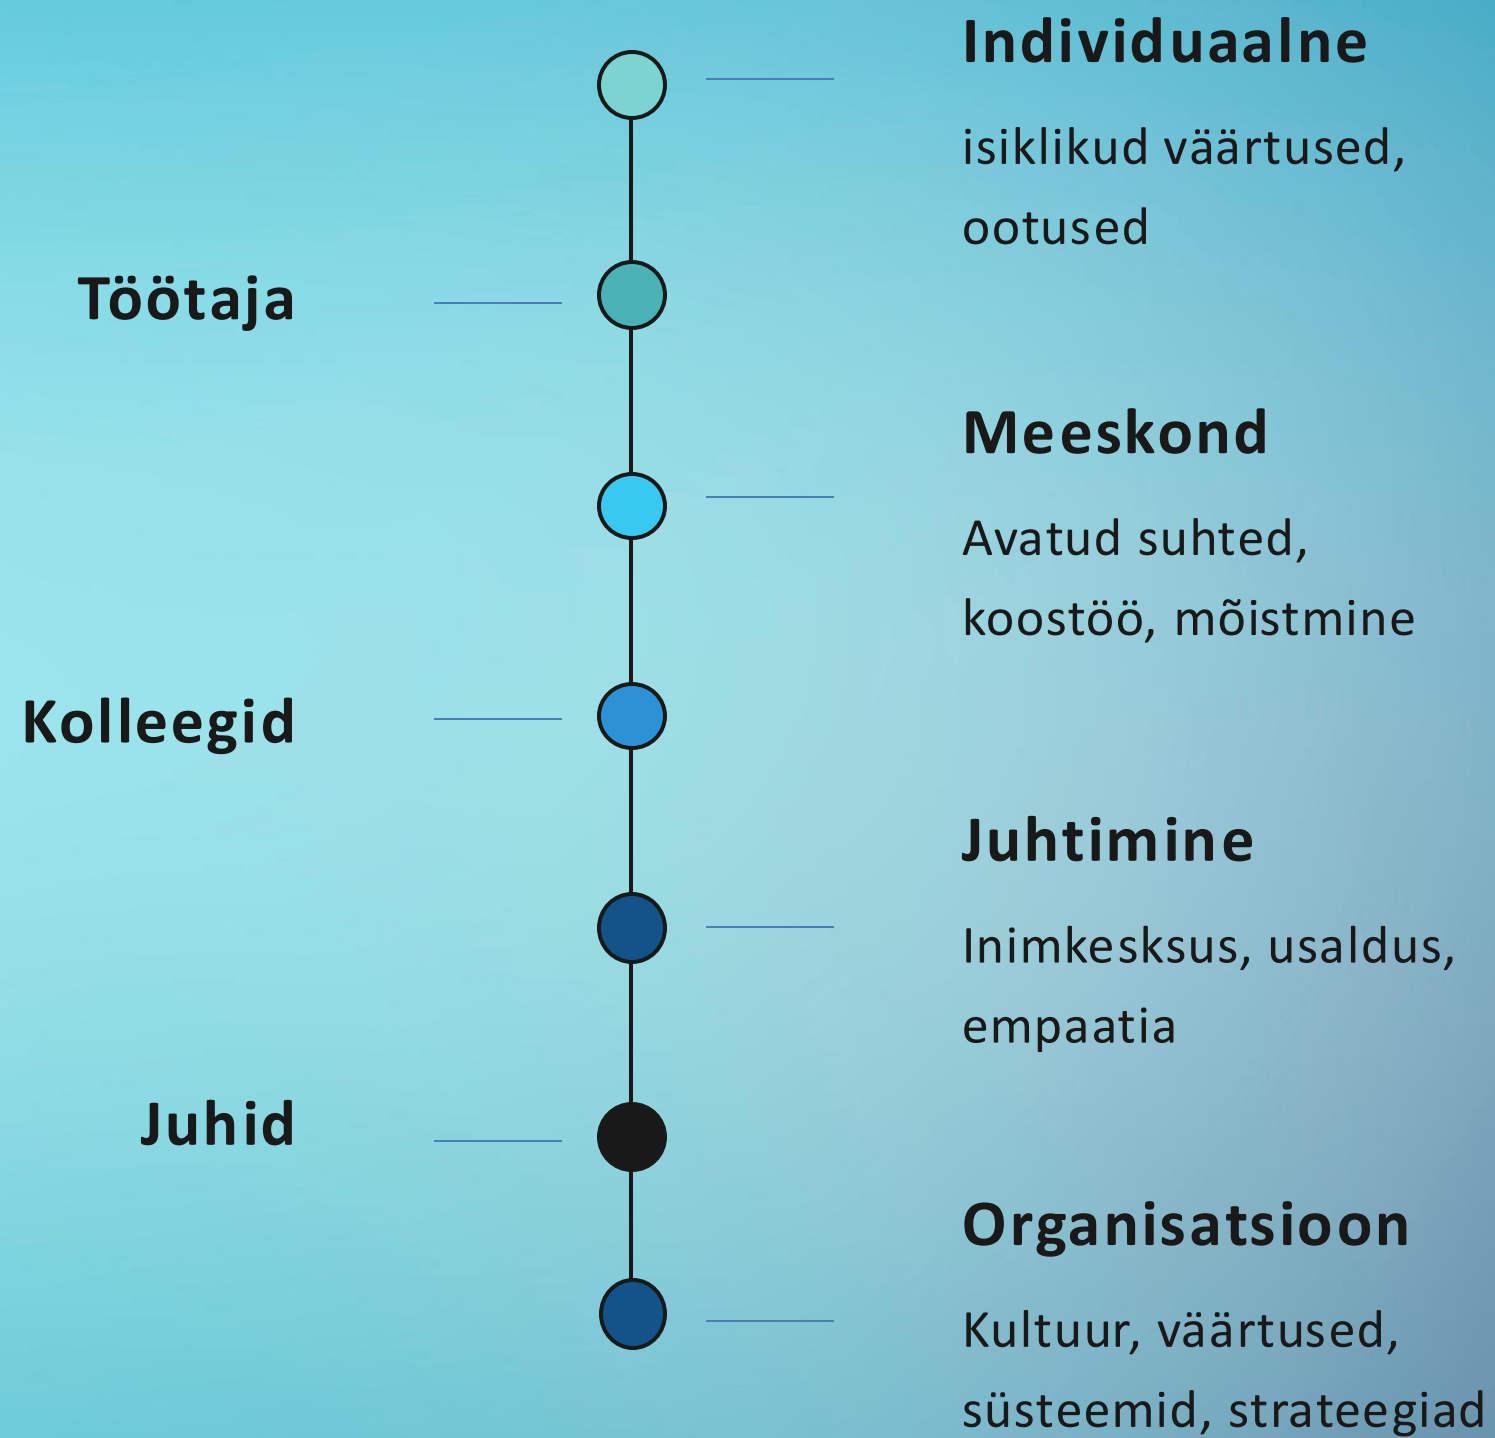 Individuaalne
isiklikud väärtused,
ootused
Töötaja
Meeskond
Avatud suhted,
koostöö, mõistmine
Kolleegid
Juhtimine
Inimkesksus, usaldus,
empaatia
Juhid
Organisatsioon
Kultuur, väärtused,
süsteemid, strateegiad